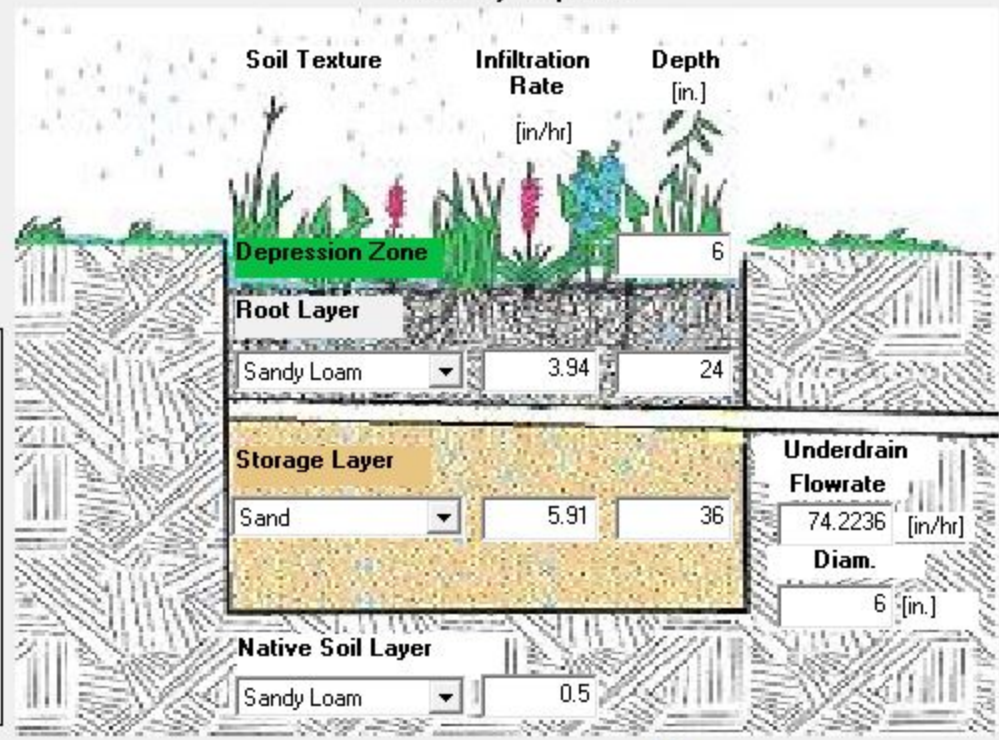 Soil Texture
Infiltration
Rate
[in/hr]
Depth
[in.]
Depression Zone
6
Root Layer
Sandy Loam
3.94
24
Storage Layer
Sand
5.91
36
Underdrain
Flowrate
74.2236 [in/hr]
Diam.
6 [in.]
Native Soil Layer
Sandy Loam
0.5